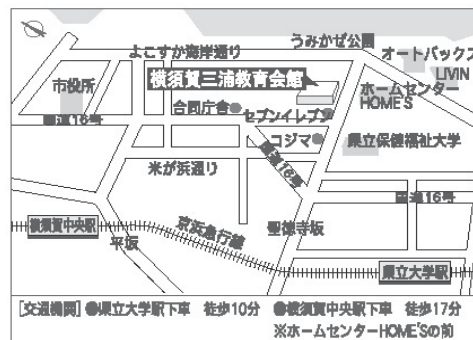 よこすか海岸通り
うみかぜ公園
オートバックス
LIVIN
市役所
横須賀三浦教育会館
ホームセンター
HOME'S
合同庁舎
セブンイレブン
国道16号
コジマ
県立保健福祉大学
米が浜通り
国道16号
国道16号
横須賀中央駅
平坂
京浜急行線
聖徳寺坂
県立大学駅
[交通機関] ●県立大学駅下車 徒歩10分 ●横須賀中央駅下車 徒歩17分
※ホームセンターHOME'Sの前